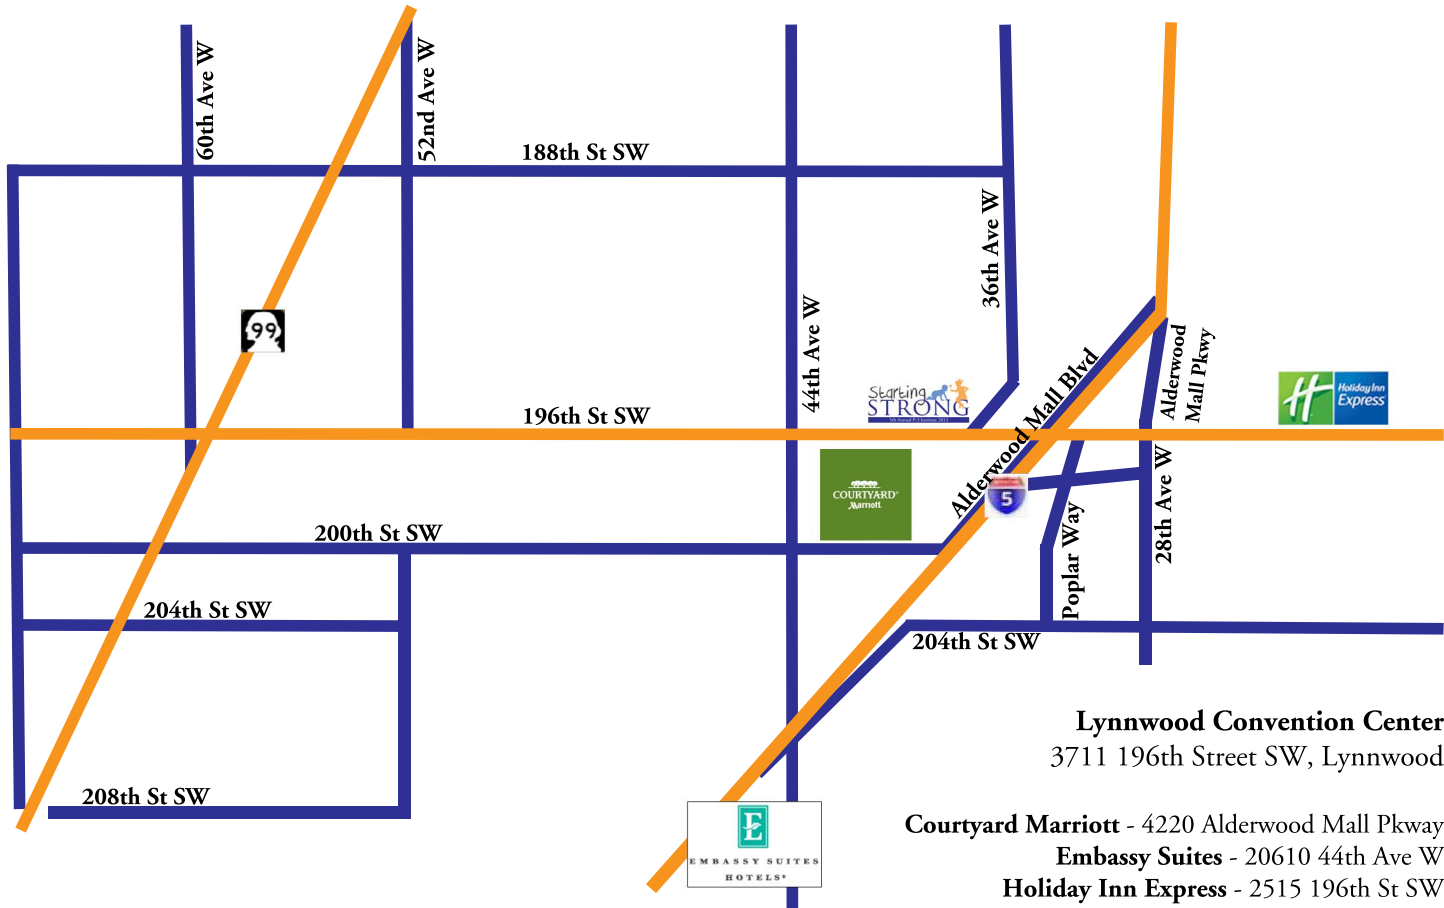 60th Ave W
52nd Ave W
188th St SW
36th Ave W
99
44th Ave W
Alderwood
Mall Pkwy
Alderwood Mall Blvd
Starting
STRONG
Holiday Inn
Express
196th St SW
COURTYARD®
Marriott
5
28th Ave W
200th St SW
Poplar Way
204th St SW
204th St SW
208th St SW
Lynnwood Convention Center
3711 196th Street SW, Lynnwood
E
EMBASSY SUITES
HOTELS®
Courtyard Marriott - 4220 Alderwood Mall Pkway
Embassy Suites - 20610 44th Ave W
Holiday Inn Express - 2515 196th St SW